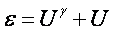 ε = U^γ + U